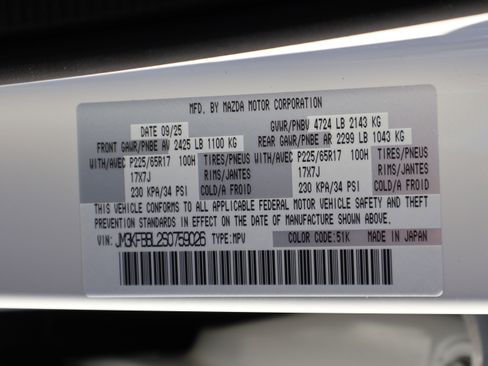 MFD. BY MAZDA MOTOR CORPORATION
DATE 09/25 GVWR/PNBV 4724 LB 2143 KG
FRONT GAWR/PNBE AV 2425 LB 1100 KG REAR GAWR/PNBE AR 2299 LB 1043 KG
WITH/AVEC P225/65R17 100H TIRES/PNEUS WITH/AVEC P225/65R17 100H TIRES/PNEUS
17X7J RIMS/JANTES 17X7J RIMS/JANTES
230 KPA/34 PSI COLD/A FROID 230 KPA/34 PSI COLD/A FROID
THIS VEHICLE CONFORMS TO ALL APPLICABLE FEDERAL MOTOR VEHICLE SAFETY AND THEFT
PREVENTION STANDARDS IN EFFECT ON THE DATE OF MANUFACTURE SHOWN ABOVE.
VIN: JM3KFBBL2S0759026 TYPE:MPV COLOR CODE:51K MADE IN JAPAN